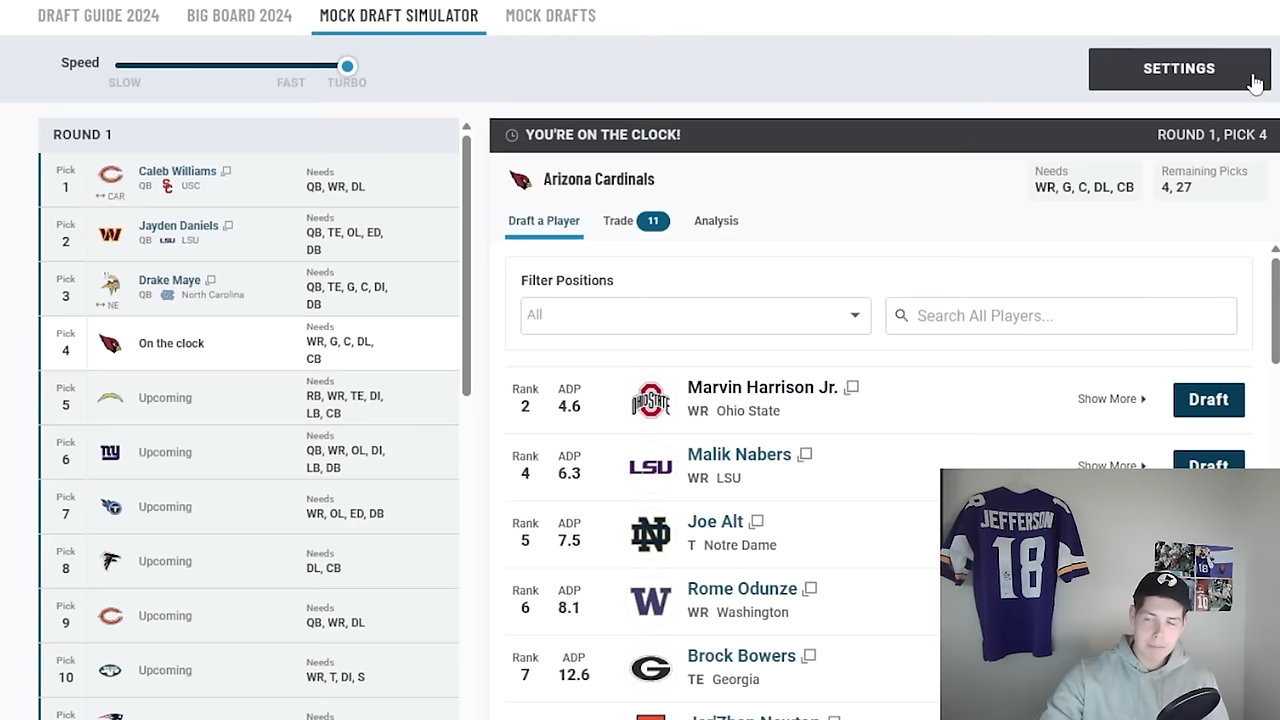 DRAFT GUIDE 2024 BIG BOARD 2024 MOCK DRAFT SIMULATOR MOCK DRAFTS
Speed
SLOW FAST TURBO
SETTINGS
ROUND 1
Pick 1
↔ CAR
Caleb Williams
QB USC
Needs
QB, WR, DL
Pick 2
Jayden Daniels
QB LSU LSU
Needs
QB, TE, OL, ED,
DB
Pick 3
↔ NE
Drake Maye
QB North Carolina
Needs
QB, TE, G, C, DI,
DB
Pick 4
On the clock
Needs
WR, G, C, DL,
CB
Pick 5
Upcoming
Needs
RB, WR, TE, DI,
LB, CB
Pick 6
ny
Upcoming
Needs
QB, WR, OL, DI,
LB, DB
Pick 7
Upcoming
Needs
WR, OL, ED, DB
Pick 8
Upcoming
Needs
DL, CB
Pick 9
Upcoming
Needs
QB, WR, DL
Pick 10
Upcoming
Needs
WR, T, DI, S
Pick
Needs
YOU'RE ON THE CLOCK! ROUND 1, PICK 4
Arizona Cardinals
Needs
WR, G, C, DL, CB
Remaining Picks
4, 27
Draft a Player Trade 11 Analysis
Filter Positions
All
Search All Players...
Rank 2
ADP 4.6
OHIO STATE
Marvin Harrison Jr.
WR Ohio State
Show More Draft
Rank 4
ADP 6.3
LSU
Malik Nabers
WR LSU
Show More Draft
Rank 5
ADP 7.5
Joe Alt
T Notre Dame
Rank 6
ADP 8.1
W
Rome Odunze
WR Washington
Rank 7
ADP 12.6
G
Brock Bowers
TE Georgia
JEFFERSON
18